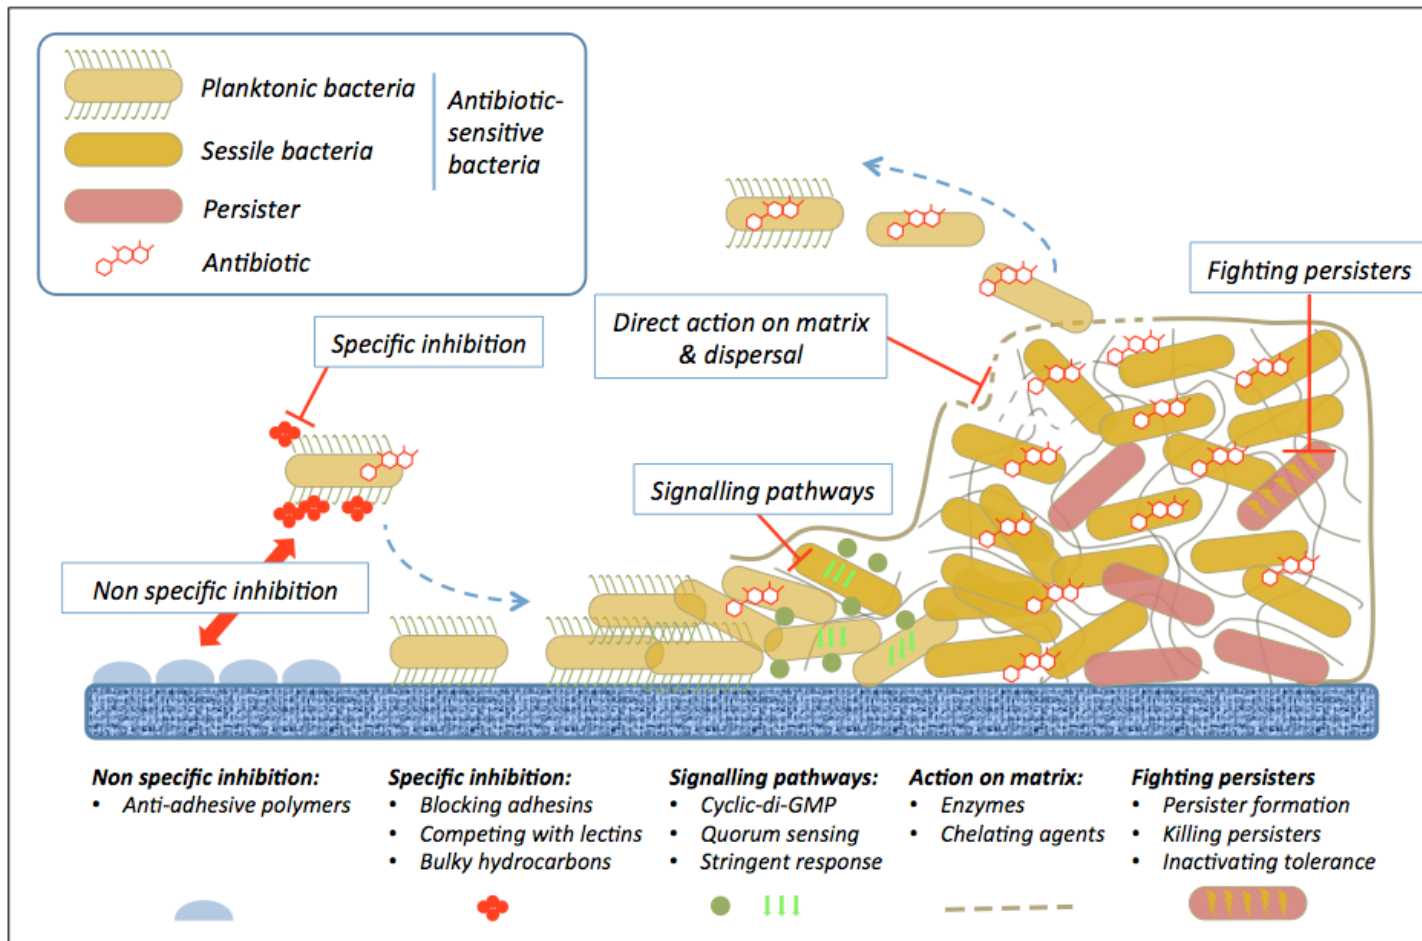 Planktonic bacteria
Sessile bacteria
Antibiotic-
sensitive
bacteria
Persister
Antibiotic
Specific inhibition
Direct action on matrix
& dispersal
Fighting persisters
Signalling pathways
Non specific inhibition
Non specific inhibition:
• Anti-adhesive polymers
Specific inhibition:
• Blocking adhesins
• Competing with lectins
• Bulky hydrocarbons
Signalling pathways:
• Cyclic-di-GMP
• Quorum sensing
• Stringent response
Action on matrix:
• Enzymes
• Chelating agents
Fighting persisters
• Persister formation
• Killing persisters
• Inactivating tolerance